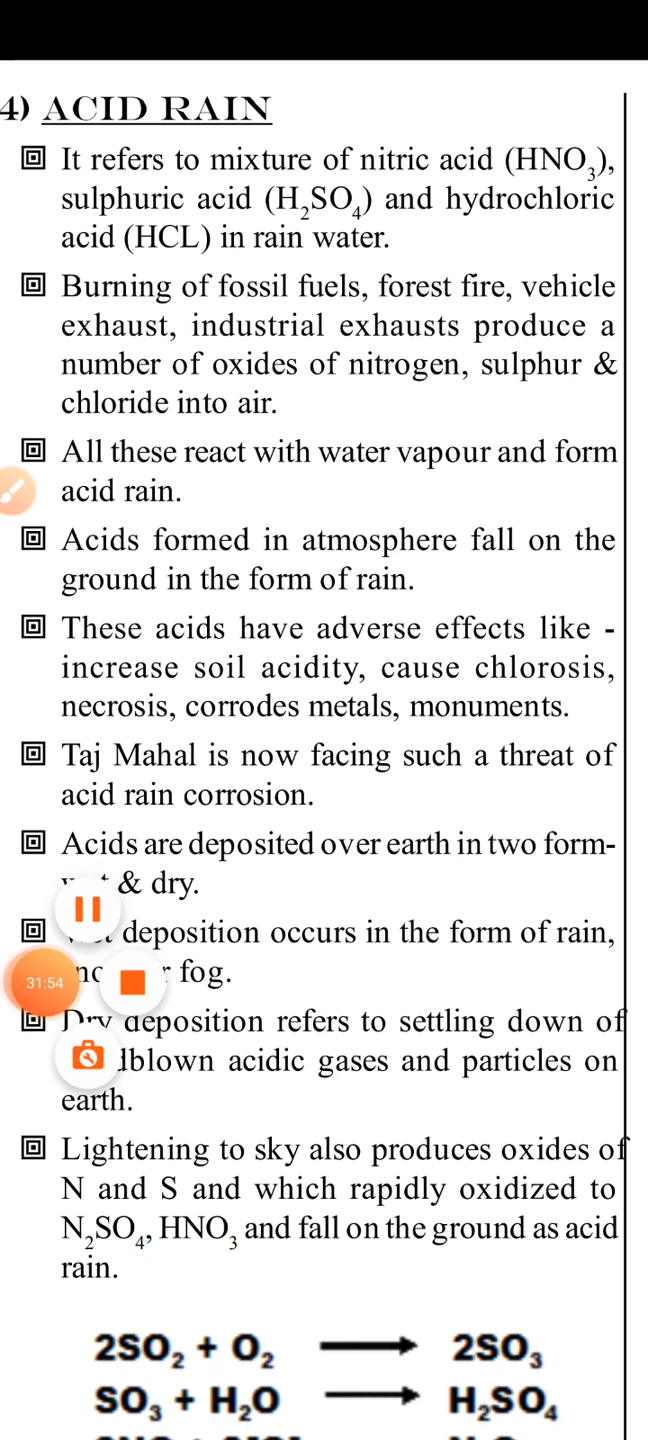 4) ACID RAIN
▣ It refers to mixture of nitric acid (HNO₃),
sulphuric acid (H₂SO₄) and hydrochloric
acid (HCL) in rain water.
▣ Burning of fossil fuels, forest fire, vehicle
exhaust, industrial exhausts produce a
number of oxides of nitrogen, sulphur &
chloride into air.
▣ All these react with water vapour and form
acid rain.
▣ Acids formed in atmosphere fall on the
ground in the form of rain.
▣ These acids have adverse effects like -
increase soil acidity, cause chlorosis,
necrosis, corrodes metals, monuments.
▣ Taj Mahal is now facing such a threat of
acid rain corrosion.
▣ Acids are deposited over earth in two form-
& dry.
▣ deposition occurs in the form of rain,
fog.
31:54
▣ Dry deposition refers to settling down of
acidic gases and particles on
earth.
▣ Lightening to sky also produces oxides of
N and S and which rapidly oxidized to
N₂SO₄, HNO₃ and fall on the ground as acid
rain.
2SO₂ + O₂ ⟶ 2SO₃
SO₃ + H₂O ⟶ H₂SO₄